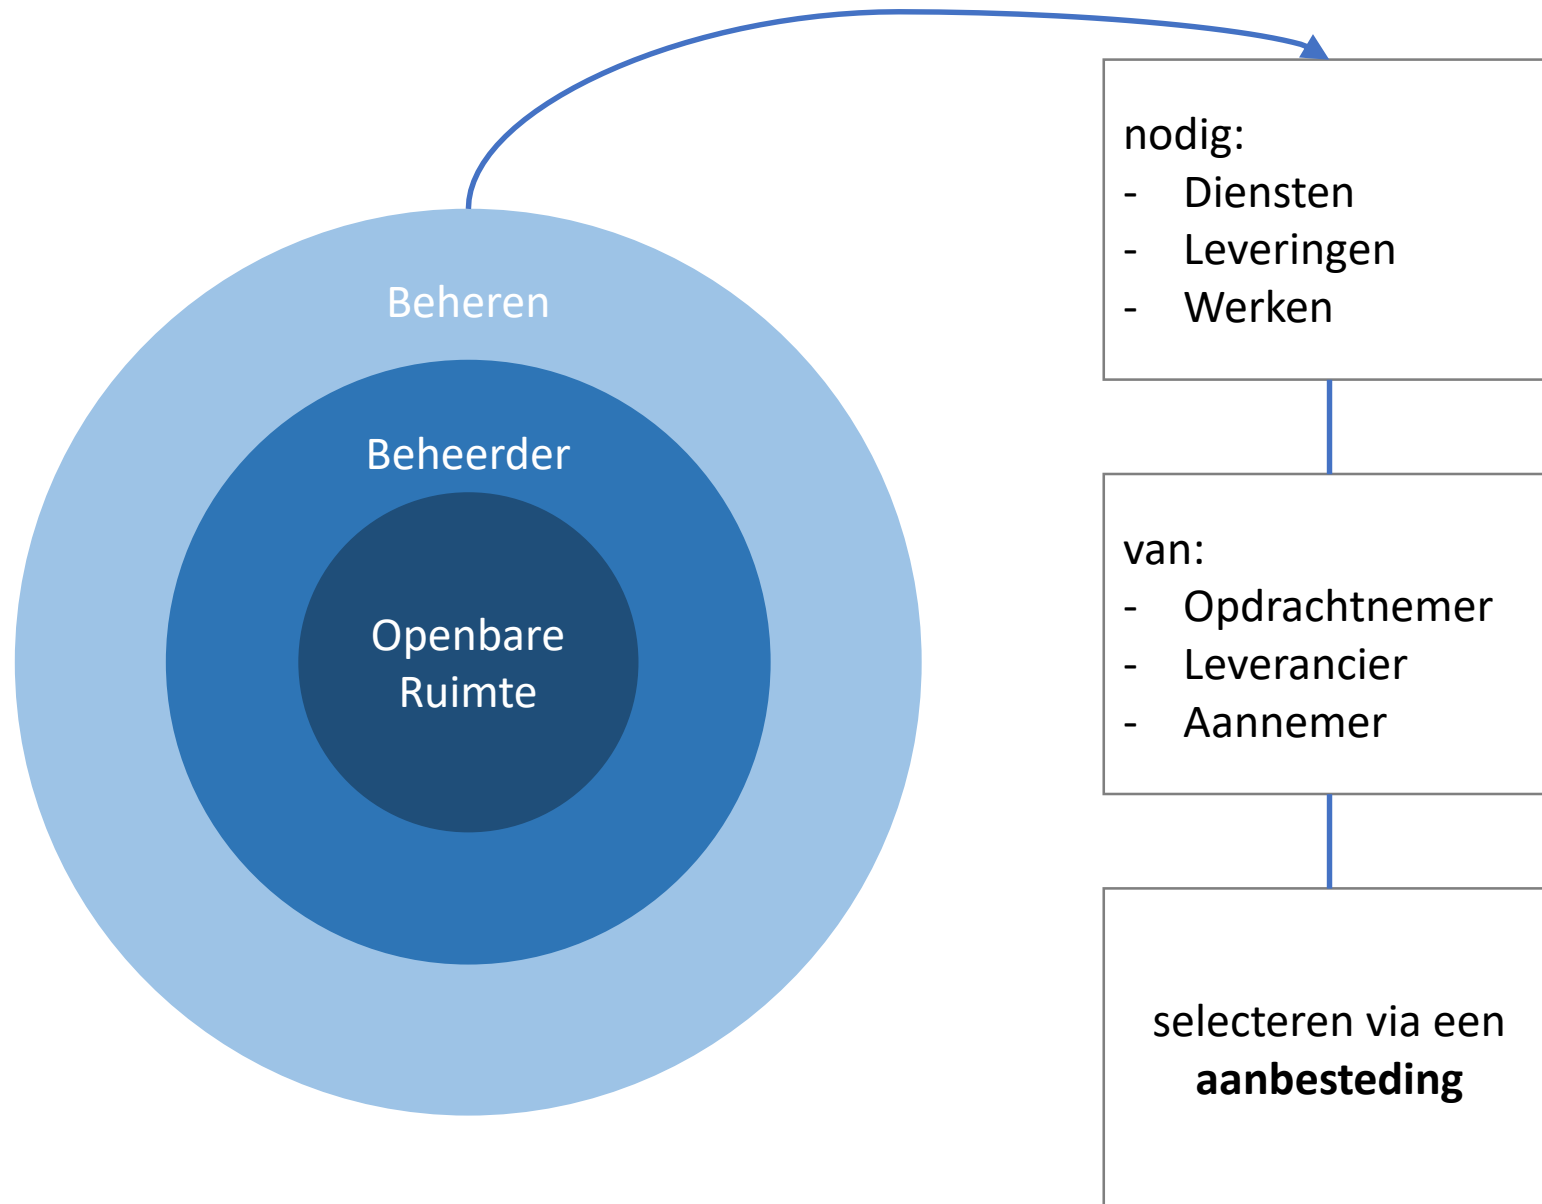 Beheren
Beheerder
Openbare
Ruimte
nodig:
- Diensten
- Leveringen
- Werken
van:
- Opdrachtnemer
- Leverancier
- Aannemer
selecteren via een
aanbesteding